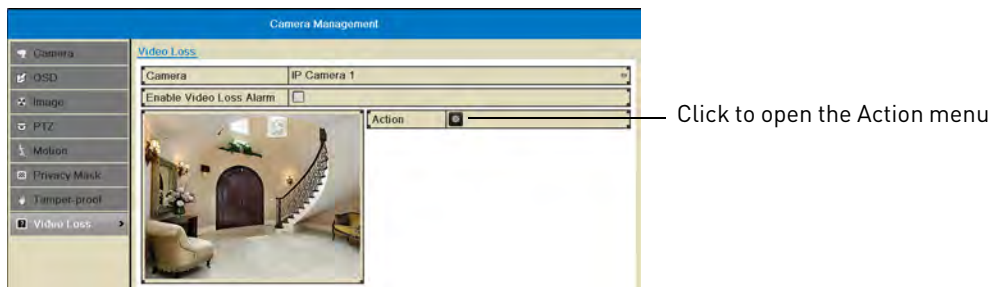 Camera Management
Camera
OSD
Image
PTZ
Motion
Privacy Mask
Tamper-proof
Video Loss
Video Loss
Camera IP Camera 1
Enable Video Loss Alarm
Action
Click to open the Action menu